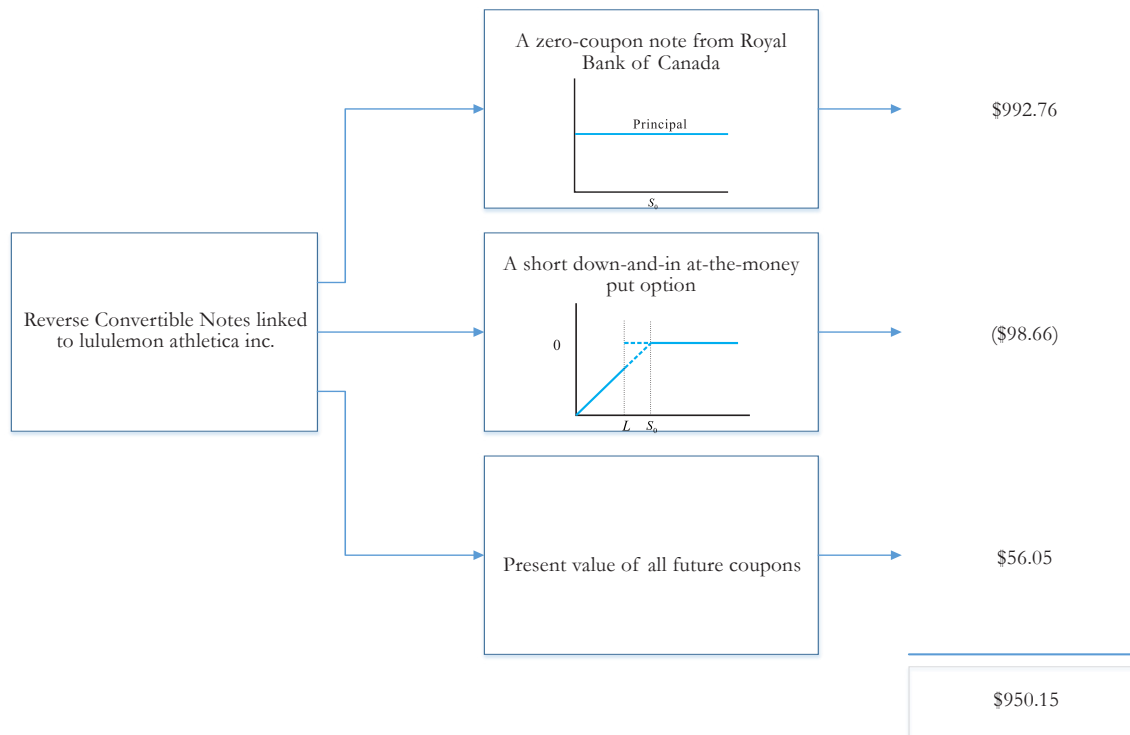 A zero-coupon note from Royal
Bank of Canada
Principal
S₀
$992.76
Reverse Convertible Notes linked
to lululemon athletica inc.
A short down-and-in at-the-money
put option
0
L S₀
($98.66)
Present value of all future coupons
$56.05
$950.15